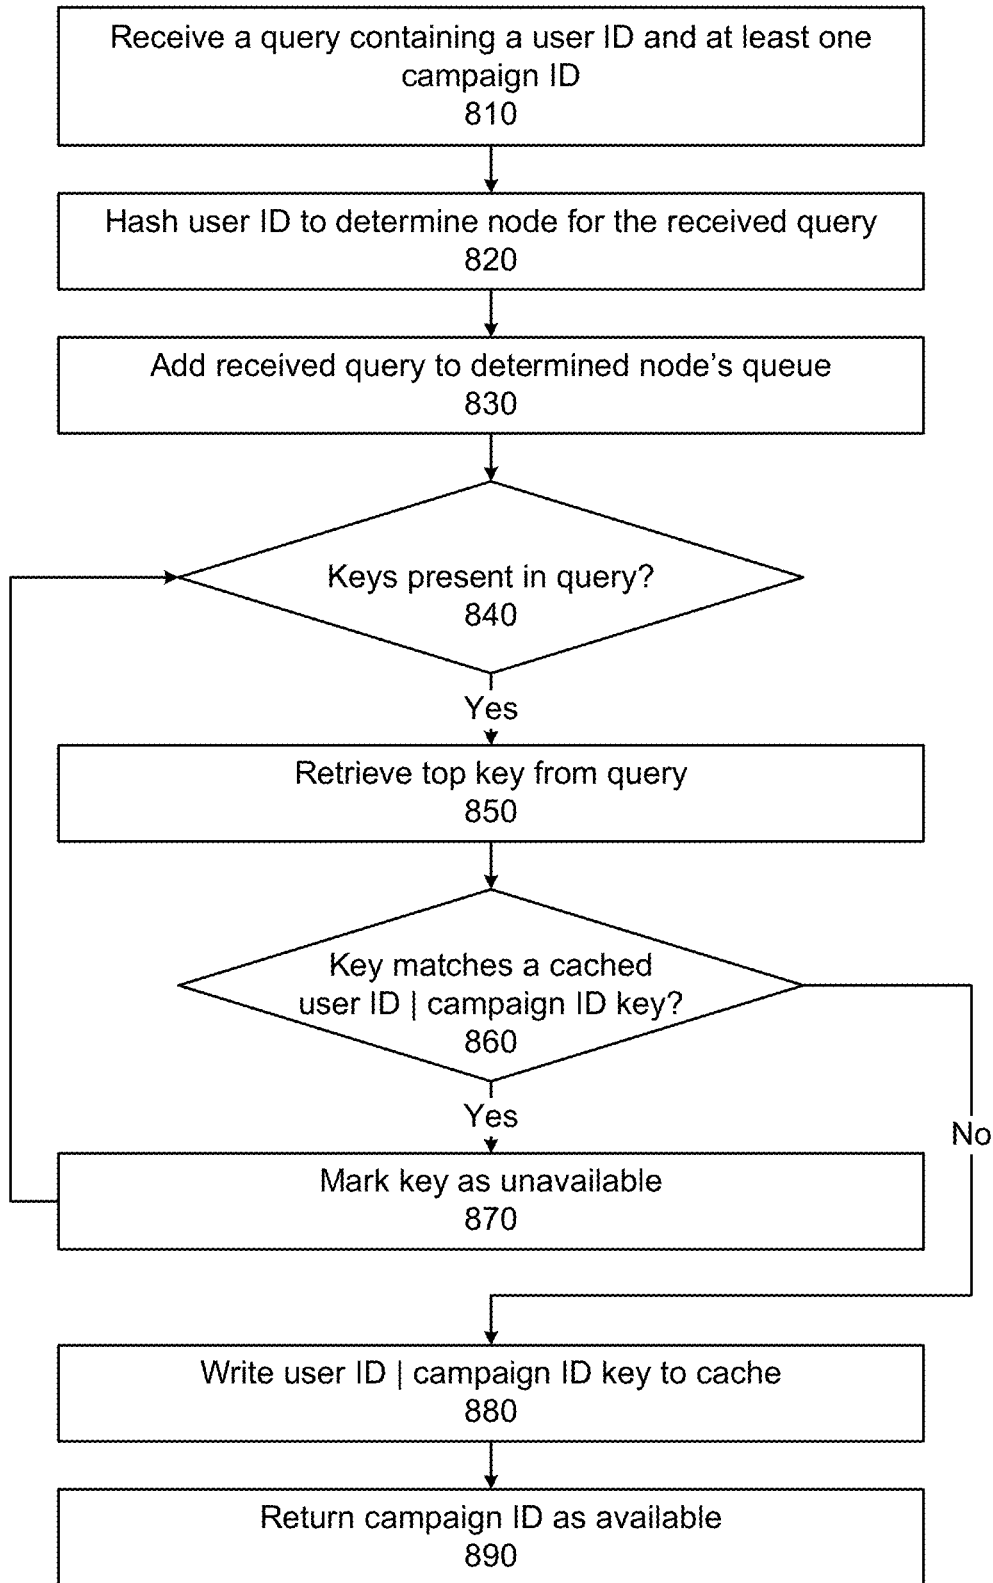 Receive a query containing a user ID and at least one
campaign ID
810
Hash user ID to determine node for the received query
820
Add received query to determined node's queue
830
Keys present in query?
840
Yes
Retrieve top key from query
850
Key matches a cached
user ID | campaign ID key?
860
Yes
No
Mark key as unavailable
870
Write user ID | campaign ID key to cache
880
Return campaign ID as available
890